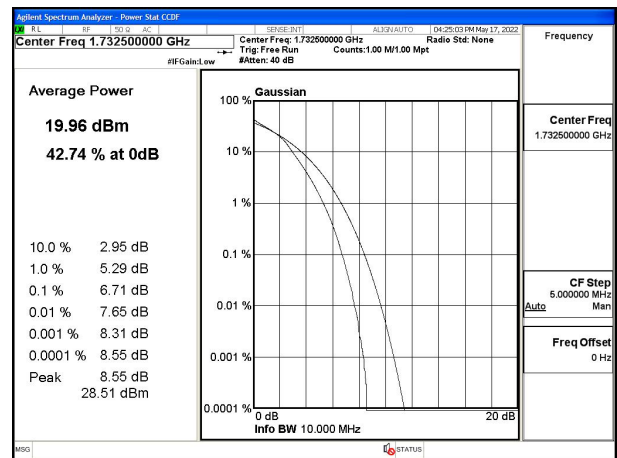 Agilent Spectrum Analyzer - Power Stat CCDF
RL RF 50 Ω AC SENSE:INT ALIGN AUTO 04:25:03 PM May 17, 2022
Center Freq 1.732500000 GHz
Center Freq: 1.732500000 GHz Radio Std: None
Trig: Free Run Counts:1.00 M/1.00 Mpt
#IFGain:Low #Atten: 40 dB
Frequency
Average Power
19.96 dBm
42.74 % at 0dB
10.0 % 2.95 dB
1.0 % 5.29 dB
0.1 % 6.71 dB
0.01 % 7.65 dB
0.001 % 8.31 dB
0.0001 % 8.55 dB
Peak 8.55 dB
28.51 dBm
Gaussian
100 %
10 %
1 %
0.1 %
0.01 %
0.001 %
0.0001 %
0 dB 20 dB
Info BW 10.000 MHz
Center Freq
1.732500000 GHz
CF Step
5.000000 MHz
Auto Man
Freq Offset
0 Hz
MSG STATUS